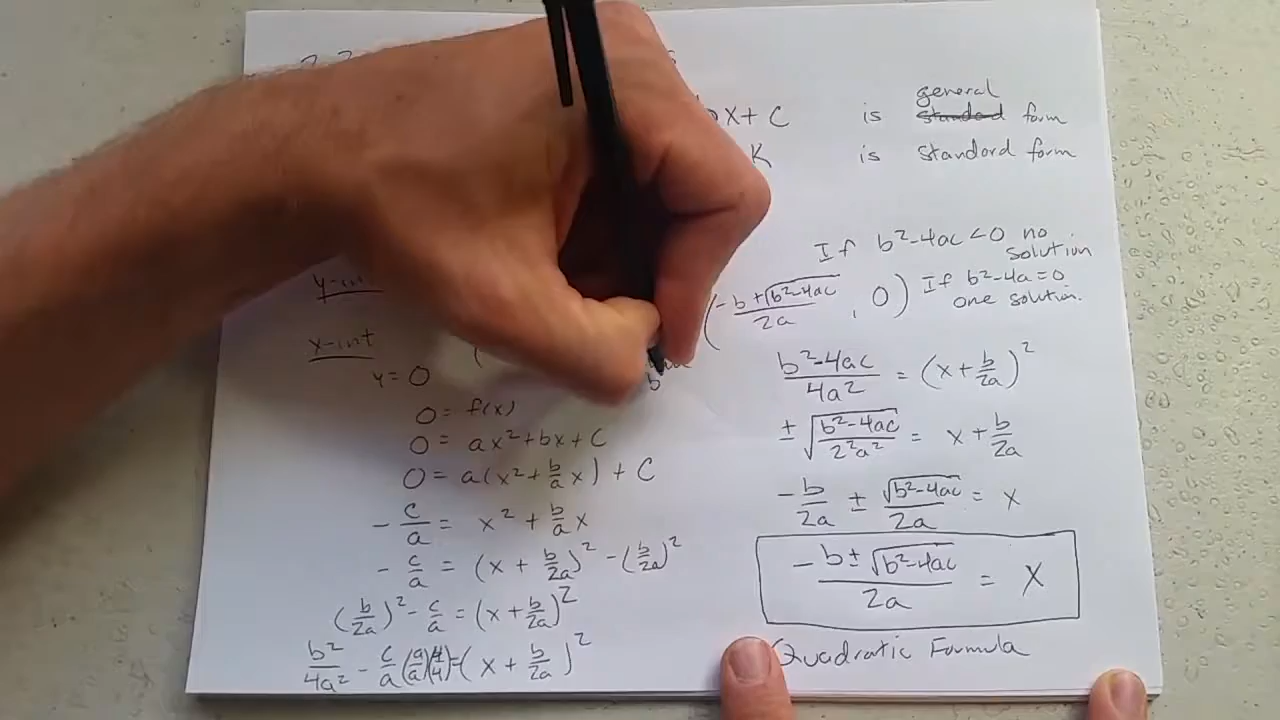 bx + c is general ~~standard~~ form
k is standard form
If b²-4ac<0 no solution
y-int
(-b+√(b²-4ac)/2a, 0) If b²-4a=0 one solution.
x-int
y = 0
b
0 = f(x)
0 = ax²+bx+c
0 = a(x²+b/a x) + c
-c/a = x² + b/a x
-c/a = (x + b/2a)² - (b/2a)²
(b/2a)² - c/a = (x + b/2a)²
b²/4a² - c/a (a/a)(4/4) = (x + b/2a)²
(b²-4ac)/4a² = (x + b/2a)²
± √((b²-4ac)/2²a²) = x + b/2a
-b/2a ± √(b²-4ac)/2a = x
-b ± √(b²-4ac)/2a = x
Quadratic Formula